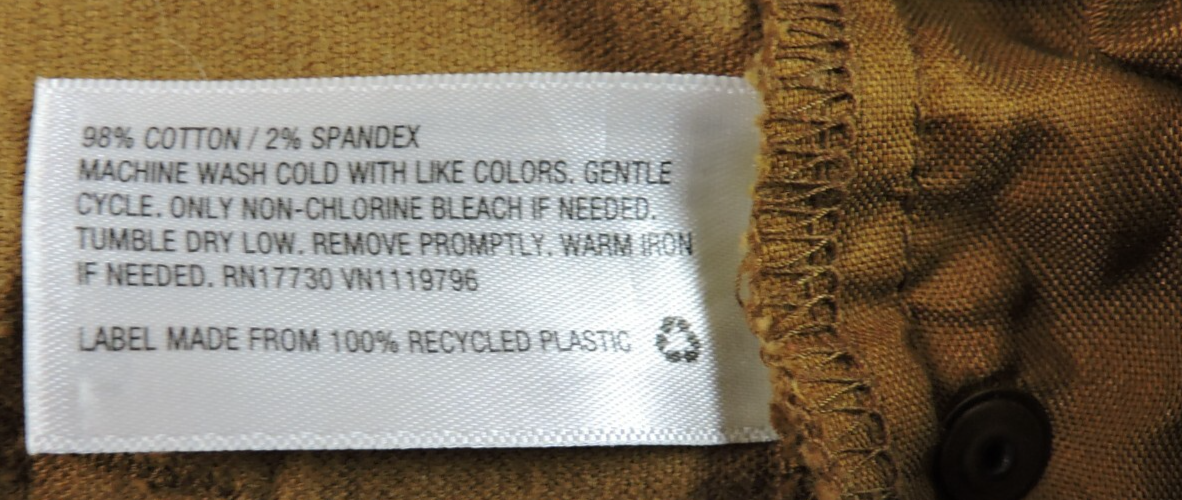 98% COTTON / 2% SPANDEX
MACHINE WASH COLD WITH LIKE COLORS. GENTLE
CYCLE. ONLY NON-CHLORINE BLEACH IF NEEDED.
TUMBLE DRY LOW. REMOVE PROMPTLY. WARM IRON
IF NEEDED. RN17730 VN1119796
LABEL MADE FROM 100% RECYCLED PLASTIC